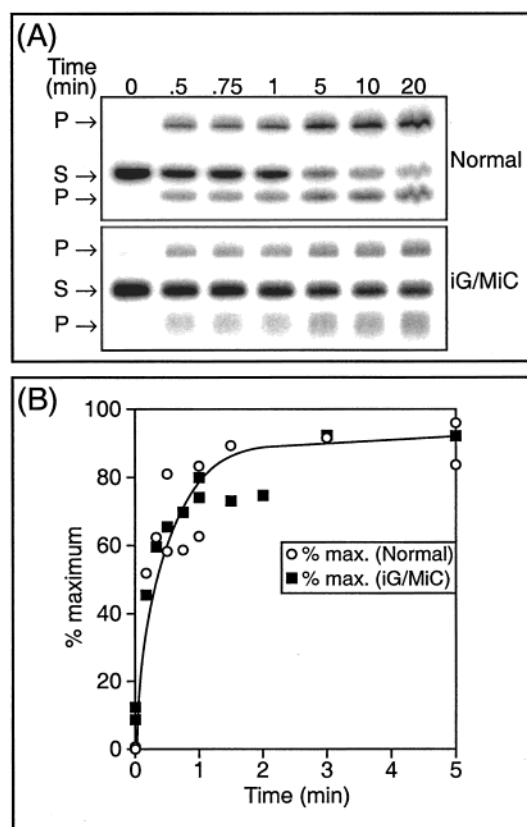 (A)
Time
(min) 0 .5 .75 1 5 10 20
P →
S →
P →
Normal
P →
S →
P →
iG/MiC
(B)
100
80
60
40
20
0
% maximum
% max. (Normal)
% max. (iG/MiC)
0 1 2 3 4 5
Time (min)